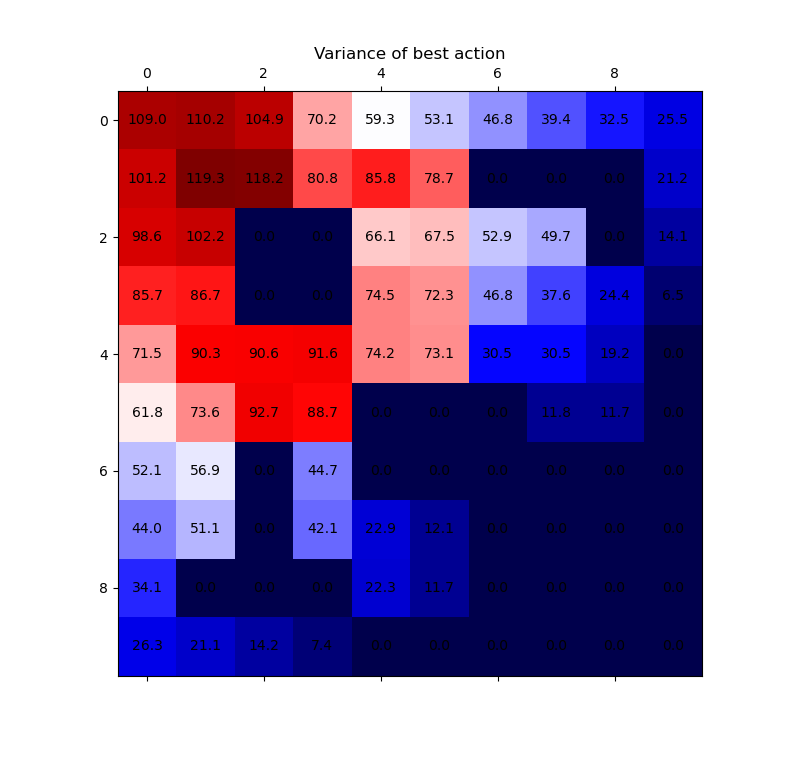 Variance of best action
0 2 4 6 8
0 109.0 110.2 104.9 70.2 59.3 53.1 46.8 39.4 32.5 25.5
101.2 119.3 118.2 80.8 85.8 78.7 0.0 0.0 0.0 21.2
2 98.6 102.2 0.0 0.0 66.1 67.5 52.9 49.7 0.0 14.1
85.7 86.7 0.0 0.0 74.5 72.3 46.8 37.6 24.4 6.5
4 71.5 90.3 90.6 91.6 74.2 73.1 30.5 30.5 19.2 0.0
61.8 73.6 92.7 88.7 0.0 0.0 0.0 11.8 11.7 0.0
6 52.1 56.9 0.0 44.7 0.0 0.0 0.0 0.0 0.0 0.0
44.0 51.1 0.0 42.1 22.9 12.1 0.0 0.0 0.0 0.0
8 34.1 0.0 0.0 0.0 22.3 11.7 0.0 0.0 0.0 0.0
26.3 21.1 14.2 7.4 0.0 0.0 0.0 0.0 0.0 0.0